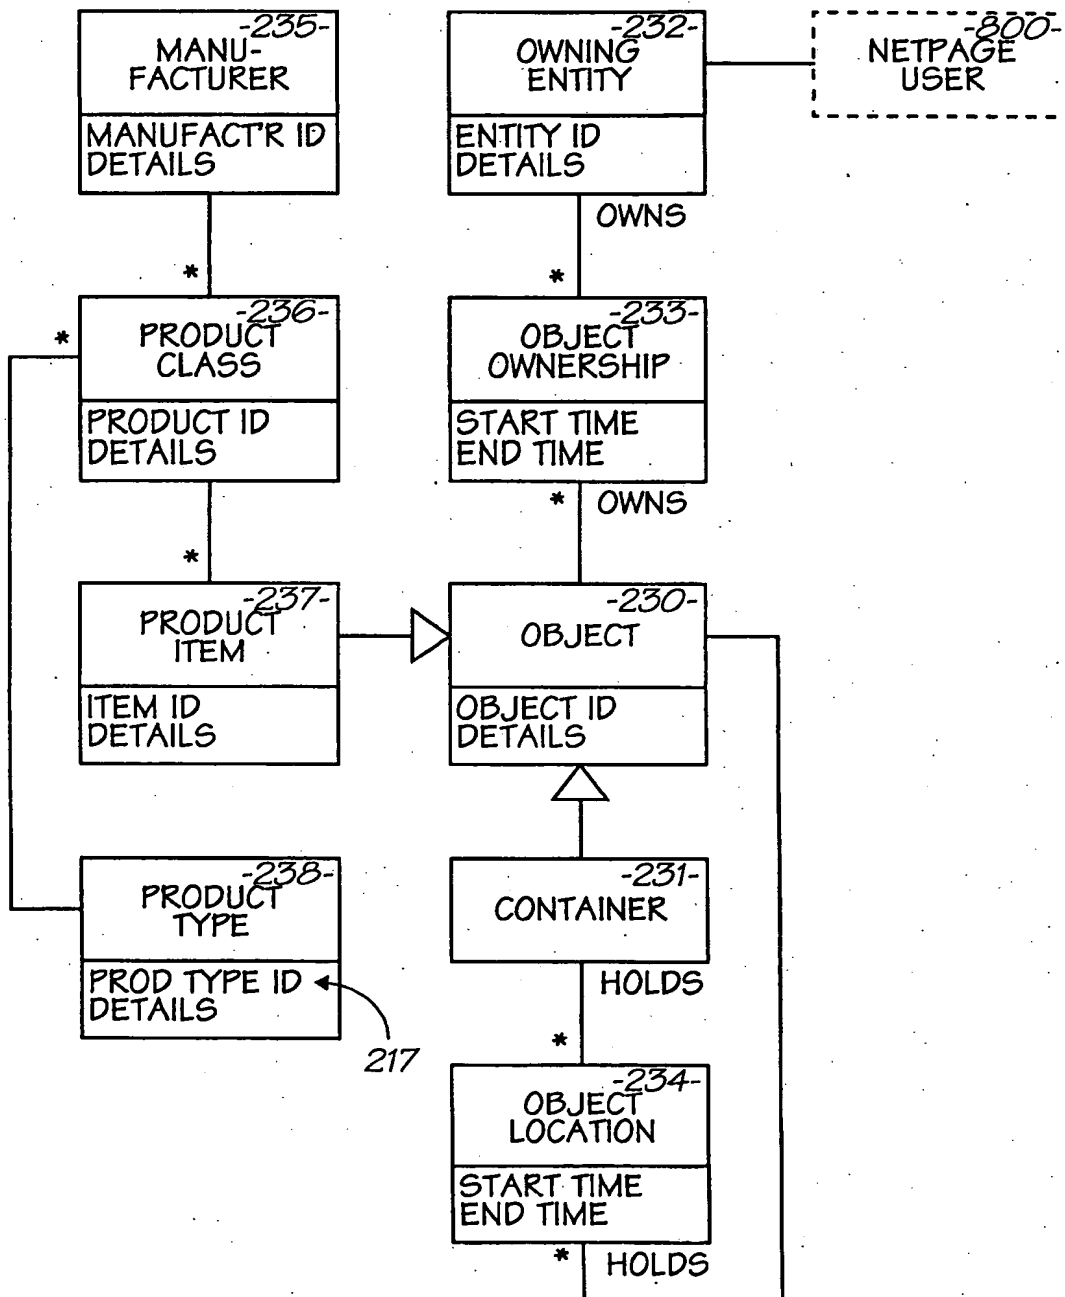 -235-
MANU-
FACTURER
MANUFACT'R ID
DETAILS
-232-
OWNING
ENTITY
ENTITY ID
DETAILS
-800-
NETPAGE
USER
OWNS
*
*
-236-
PRODUCT
CLASS
PRODUCT ID
DETAILS
*
-233-
OBJECT
OWNERSHIP
START TIME
END TIME
* OWNS
*
-237-
PRODUCT
ITEM
ITEM ID
DETAILS
-230-
OBJECT
OBJECT ID
DETAILS
-238-
PRODUCT
TYPE
PROD TYPE ID
DETAILS
217
-231-
CONTAINER
HOLDS
*
-234-
OBJECT
LOCATION
START TIME
END TIME
* HOLDS